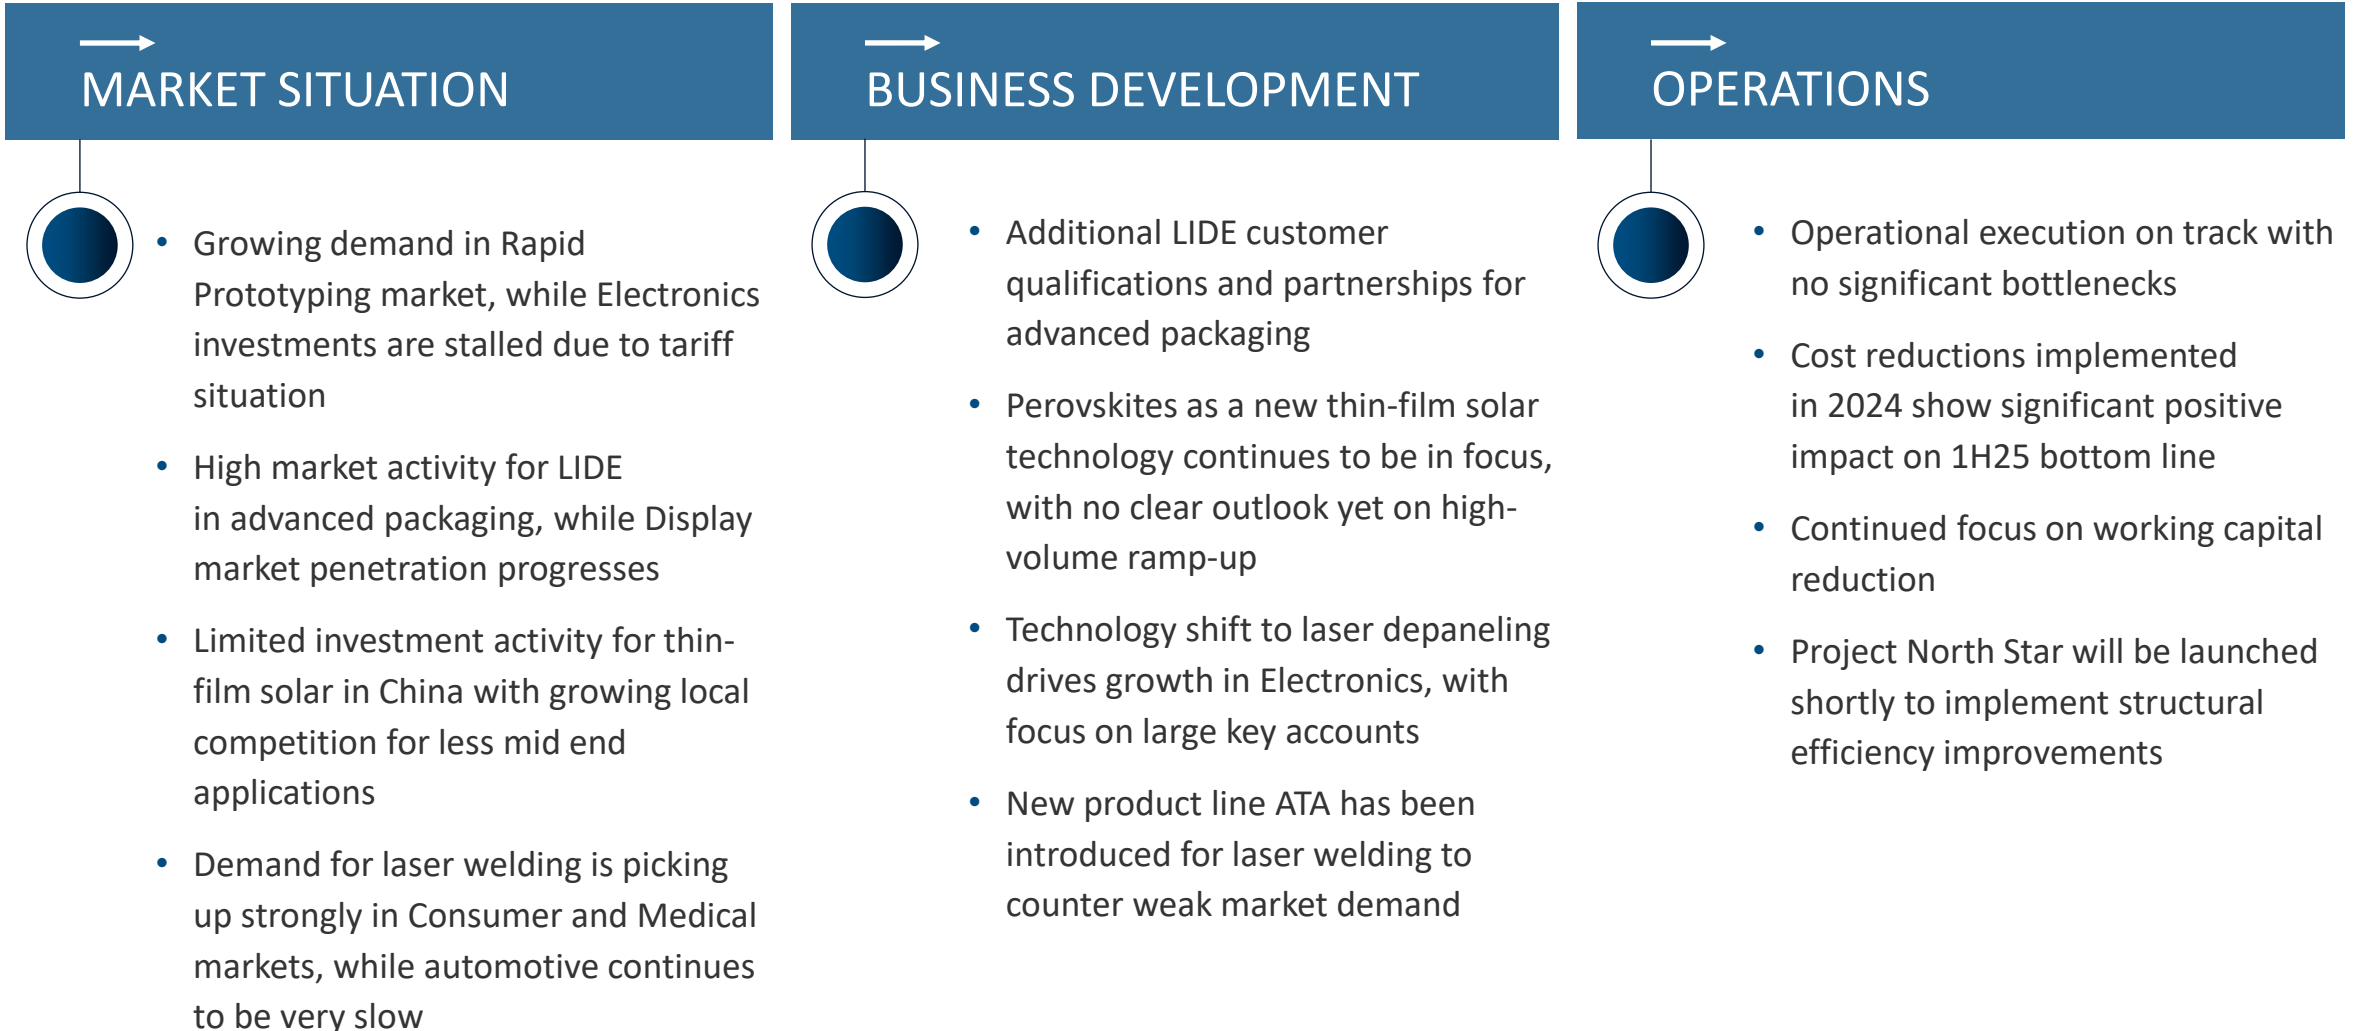 MARKET SITUATION
• Growing demand in Rapid
Prototyping market, while Electronics
investments are stalled due to tariff
situation
• High market activity for LIDE
in advanced packaging, while Display
market penetration progresses
• Limited investment activity for thin-
film solar in China with growing local
competition for less mid end
applications
• Demand for laser welding is picking
up strongly in Consumer and Medical
markets, while automotive continues
to be very slow
BUSINESS DEVELOPMENT
• Additional LIDE customer
qualifications and partnerships for
advanced packaging
• Perovskites as a new thin-film solar
technology continues to be in focus,
with no clear outlook yet on high-
volume ramp-up
• Technology shift to laser depaneling
drives growth in Electronics, with
focus on large key accounts
• New product line ATA has been
introduced for laser welding to
counter weak market demand
OPERATIONS
• Operational execution on track with
no significant bottlenecks
• Cost reductions implemented
in 2024 show significant positive
impact on 1H25 bottom line
• Continued focus on working capital
reduction
• Project North Star will be launched
shortly to implement structural
efficiency improvements